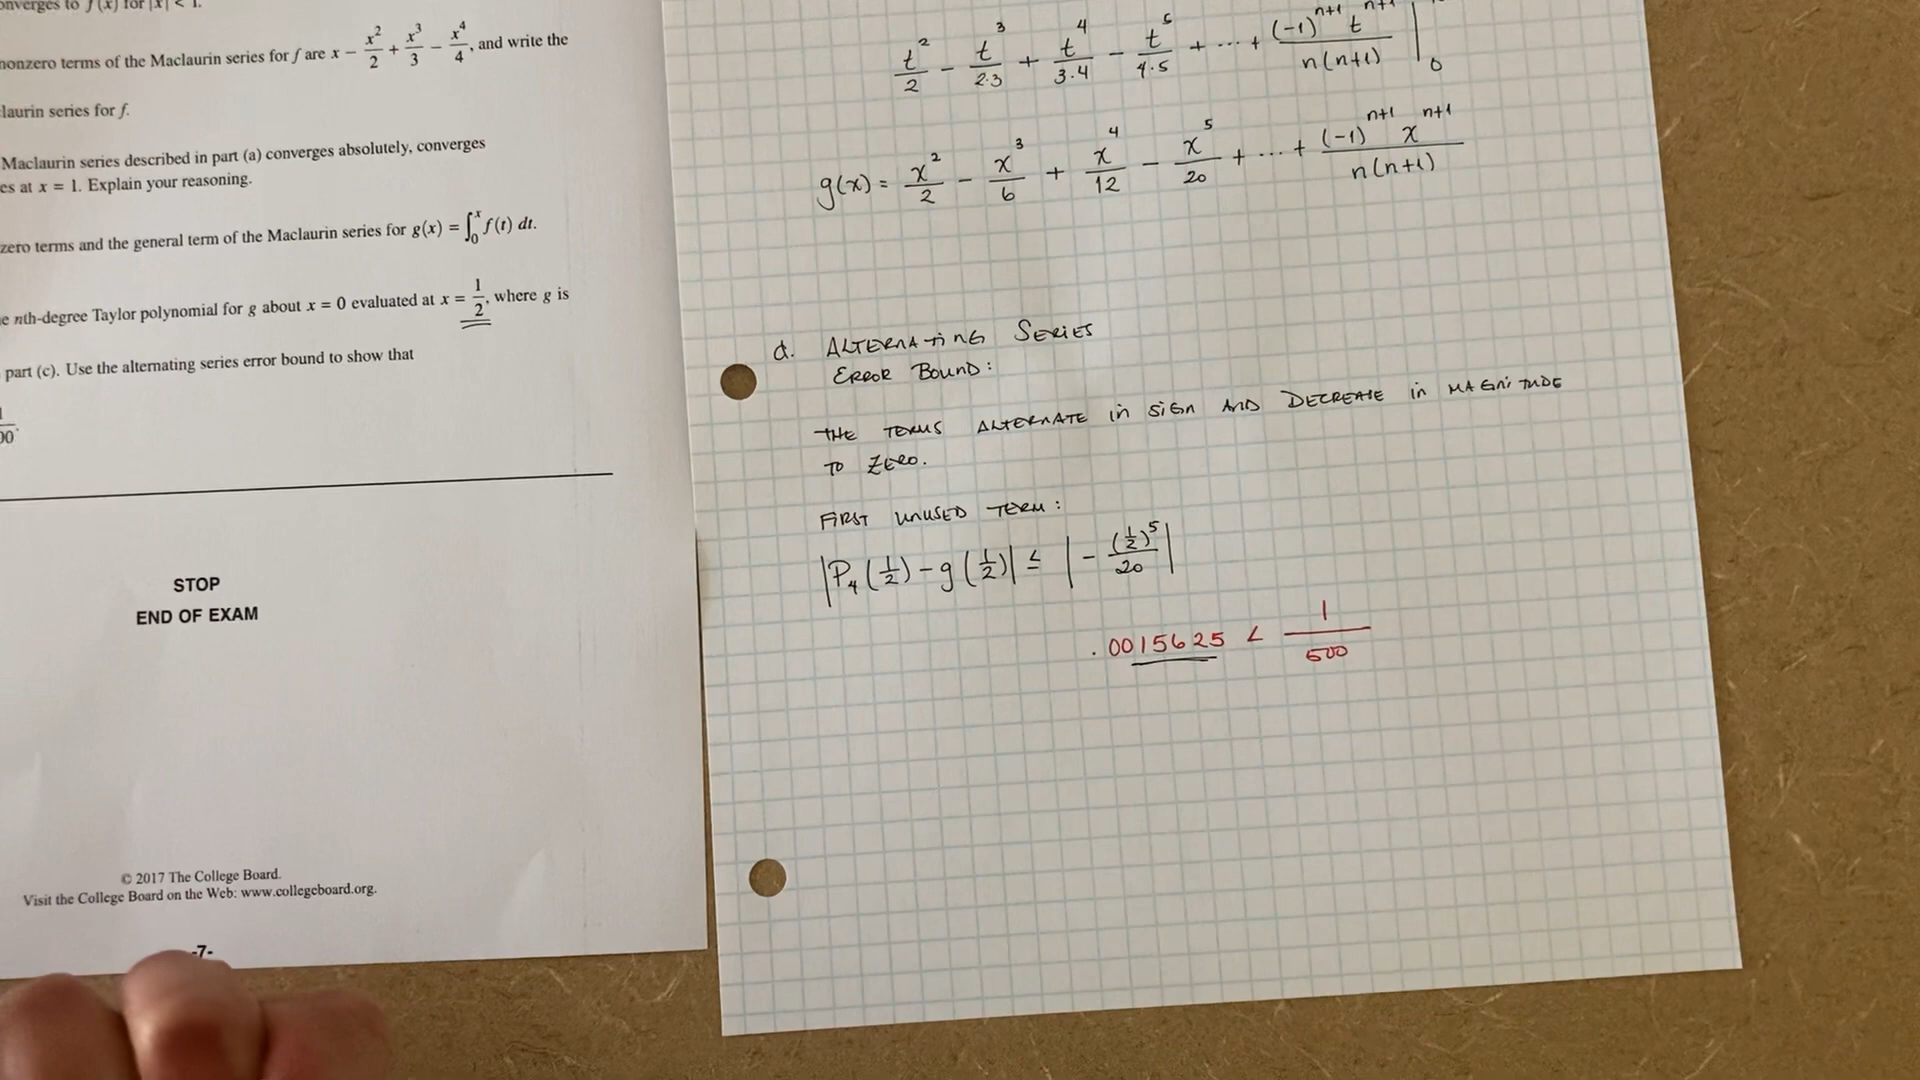 onverges to f(x) for |x| < 1.
nonzero terms of the Maclaurin series for f are x − x²/2 + x³/3 − x⁴/4, and write the
laurin series for f.
Maclaurin series described in part (a) converges absolutely, converges
es at x = 1. Explain your reasoning.
zero terms and the general term of the Maclaurin series for g(x) = ∫₀ˣ f(t) dt.
e nth-degree Taylor polynomial for g about x = 0 evaluated at x = 1/2, where g is
part (c). Use the alternating series error bound to show that
STOP
END OF EXAM
© 2017 The College Board.
Visit the College Board on the Web: www.collegeboard.org.
-7-
t²/2 − t³/2·3 + t⁴/3·4 − t⁵/4·5 + ... + (-1)ⁿ⁺¹ tⁿ⁺¹/n(n+1) |₀
g(x) = x²/2 − x³/6 + x⁴/12 − x⁵/20 + ... + (-1)ⁿ⁺¹ xⁿ⁺¹/n(n+1)
d. ALTERNATING SERIES
ERROR BOUND:
THE TERMS ALTERNATE in SIGN AND DECREASE in MAGNITUDE
TO ZERO.
FIRST UNUSED TERM:
|P₄(1/2) − g(1/2)| ≤ |− (1/2)⁵/20|
.0015625 < 1/500